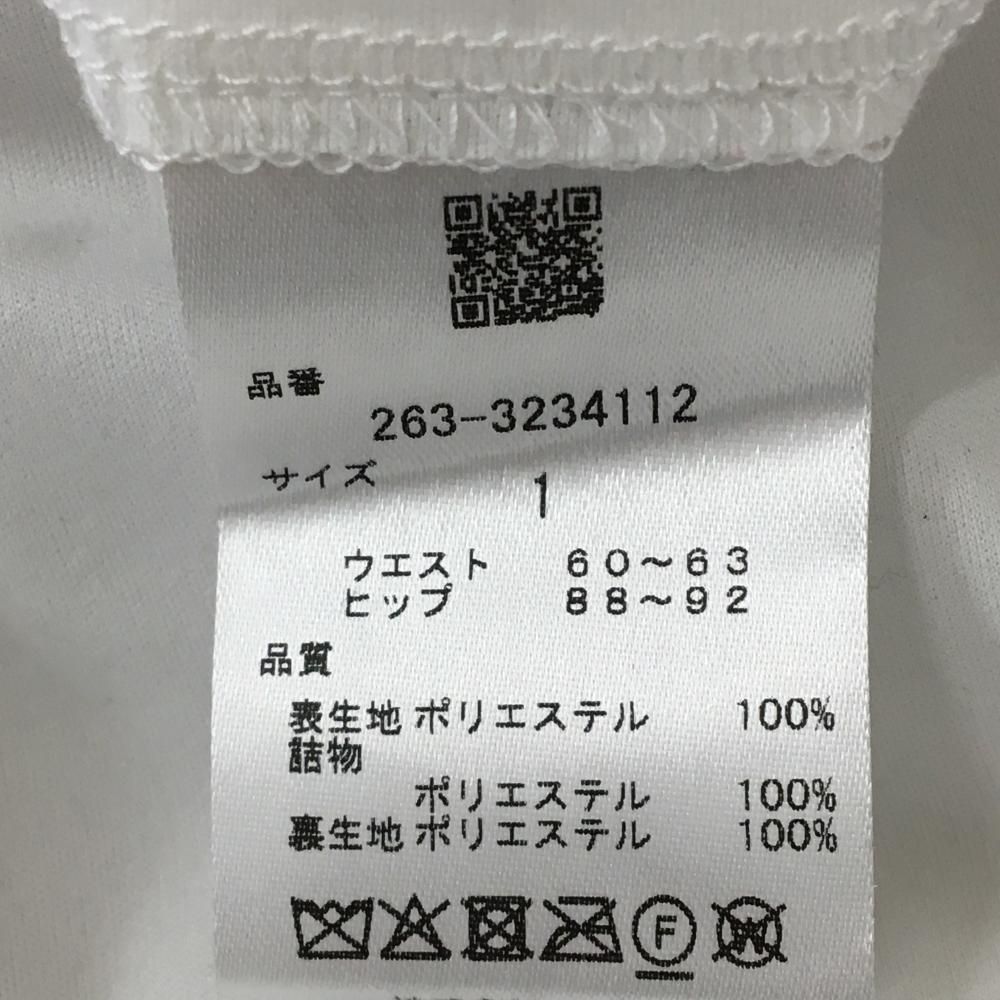 品番
263-3234112
サイズ 1
ウエスト 60~63
ヒップ 88~92
品質
表生地 ポリエステル 100%
詰物
ポリエステル 100%
裏生地 ポリエステル 100%
F W